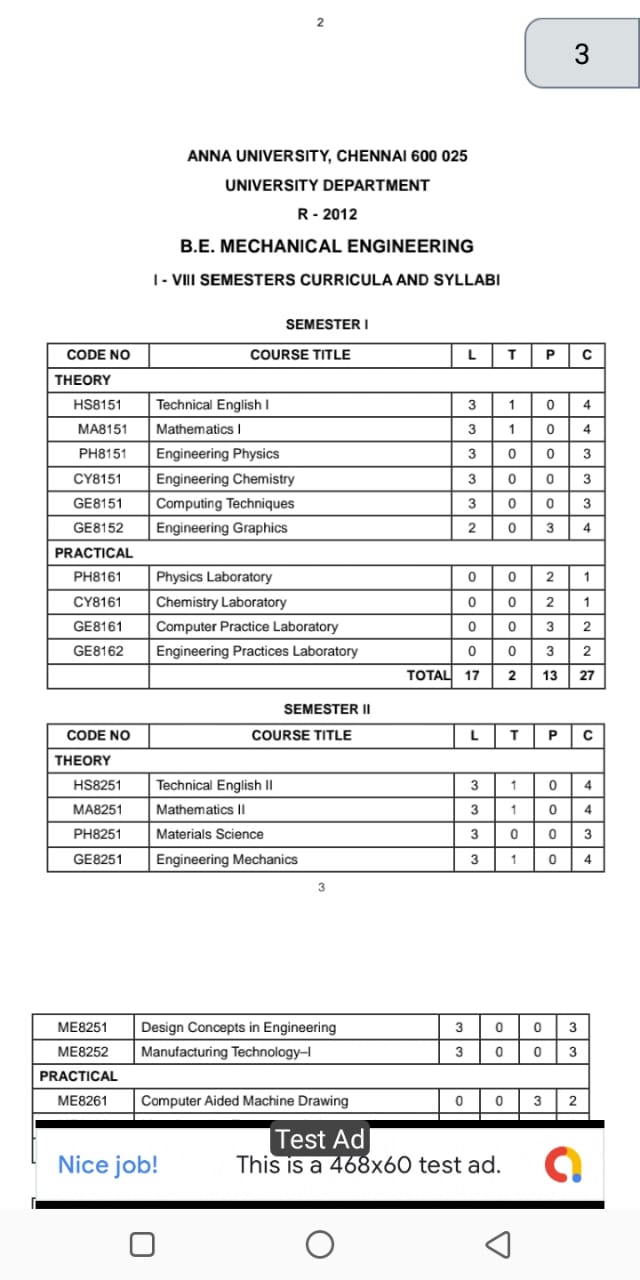 2
3
ANNA UNIVERSITY, CHENNAI 600 025
UNIVERSITY DEPARTMENT
R - 2012
B.E. MECHANICAL ENGINEERING
I - VIII SEMESTERS CURRICULA AND SYLLABI
SEMESTER I
CODE NO COURSE TITLE L T P C
THEORY
HS8151 Technical English I 3 1 0 4
MA8151 Mathematics I 3 1 0 4
PH8151 Engineering Physics 3 0 0 3
CY8151 Engineering Chemistry 3 0 0 3
GE8151 Computing Techniques 3 0 0 3
GE8152 Engineering Graphics 2 0 3 4
PRACTICAL
PH8161 Physics Laboratory 0 0 2 1
CY8161 Chemistry Laboratory 0 0 2 1
GE8161 Computer Practice Laboratory 0 0 3 2
GE8162 Engineering Practices Laboratory 0 0 3 2
TOTAL 17 2 13 27
SEMESTER II
CODE NO COURSE TITLE L T P C
THEORY
HS8251 Technical English II 3 1 0 4
MA8251 Mathematics II 3 1 0 4
PH8251 Materials Science 3 0 0 3
GE8251 Engineering Mechanics 3 1 0 4
3
ME8251 Design Concepts in Engineering 3 0 0 3
ME8252 Manufacturing Technology–I 3 0 0 3
PRACTICAL
ME8261 Computer Aided Machine Drawing 0 0 3 2
Test Ad
Nice job! This is a 468x60 test ad.